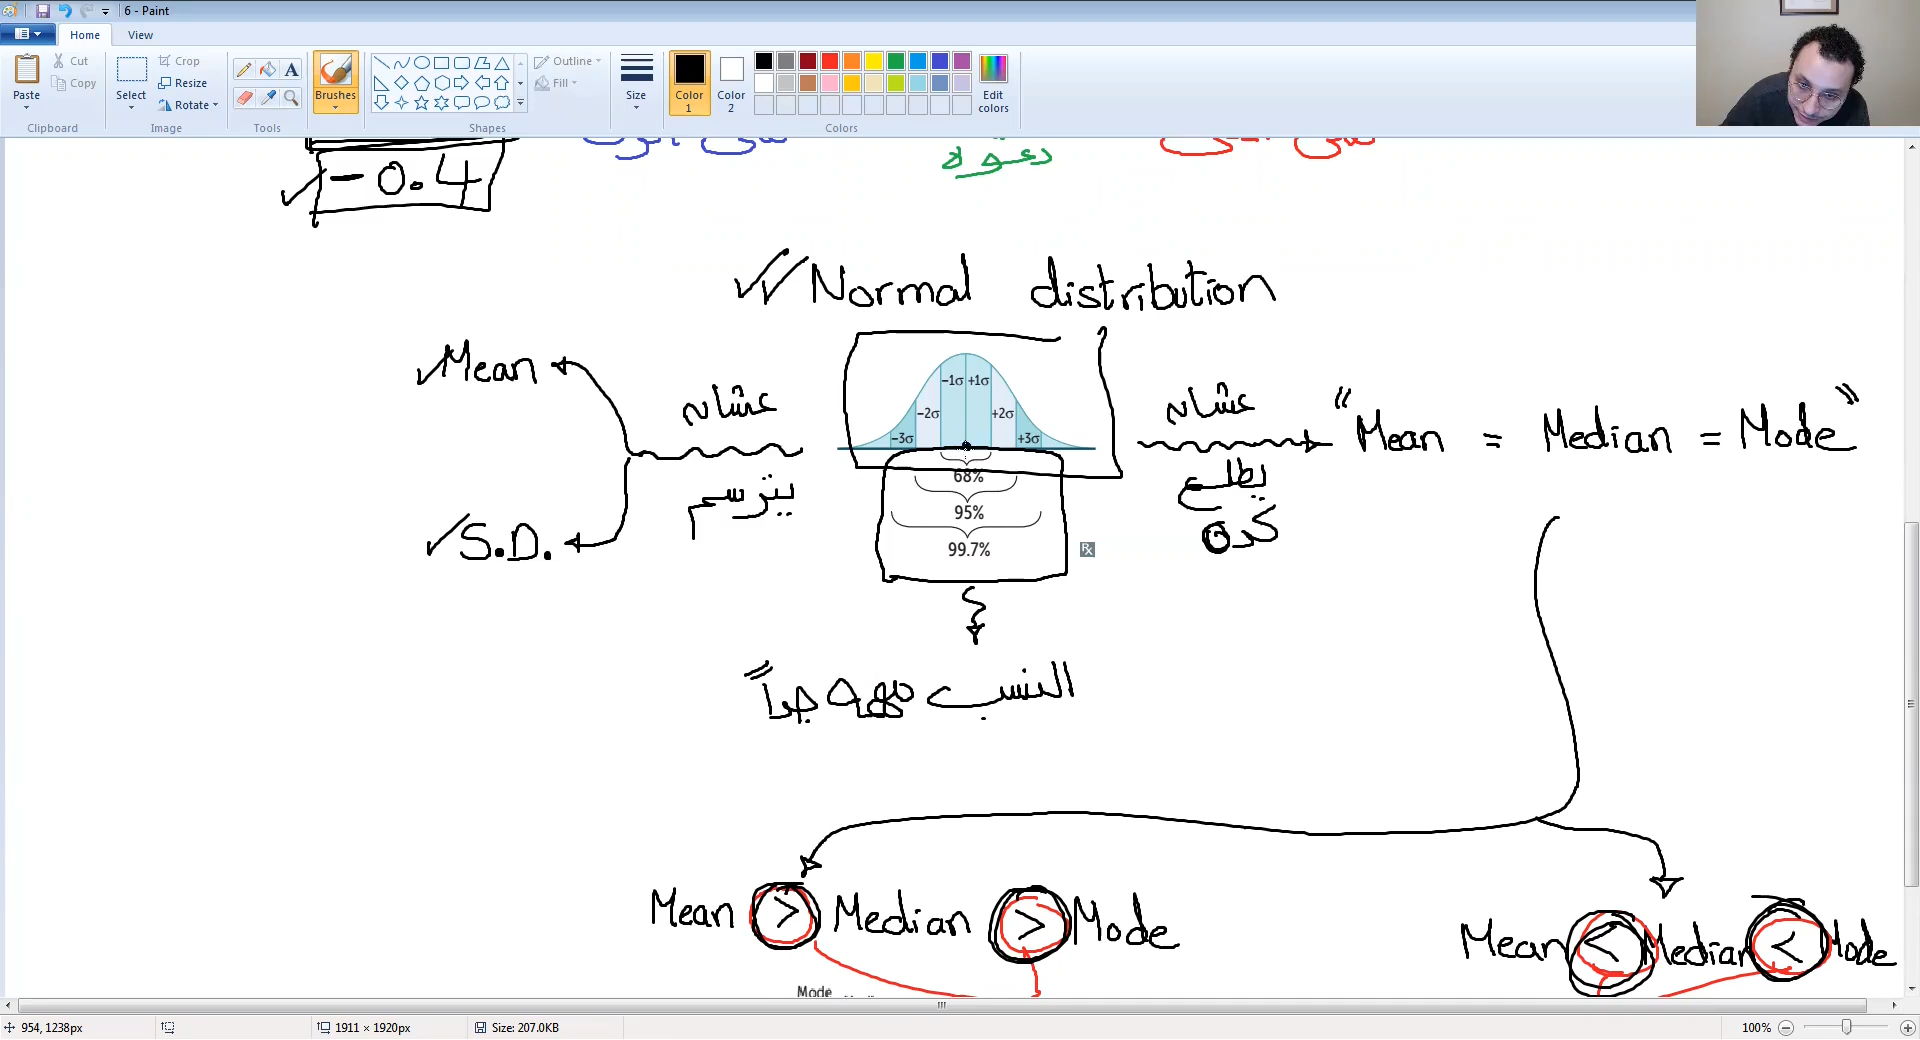 6 - Paint
Home
View
Paste
Cut
Copy
Clipboard
Select
Crop
Resize
Rotate
Image
A
Tools
Brushes
Shapes
Outline
Fill
Size
Color 1
Color 2
Edit colors
Colors
- 0.4
Normal distribution
Mean
S.D.
عشان
يترسم
-1σ +1σ
-2σ +2σ
-3σ +3σ
68%
95%
99.7%
Rx
عشان
يطلع
كده
"Mean = Median = Mode"
النسب مهمة جداً
Mean > Median > Mode
Mean < Median < Mode
Mode
954, 1238px
1911 × 1920px
Size: 207.0KB
100%